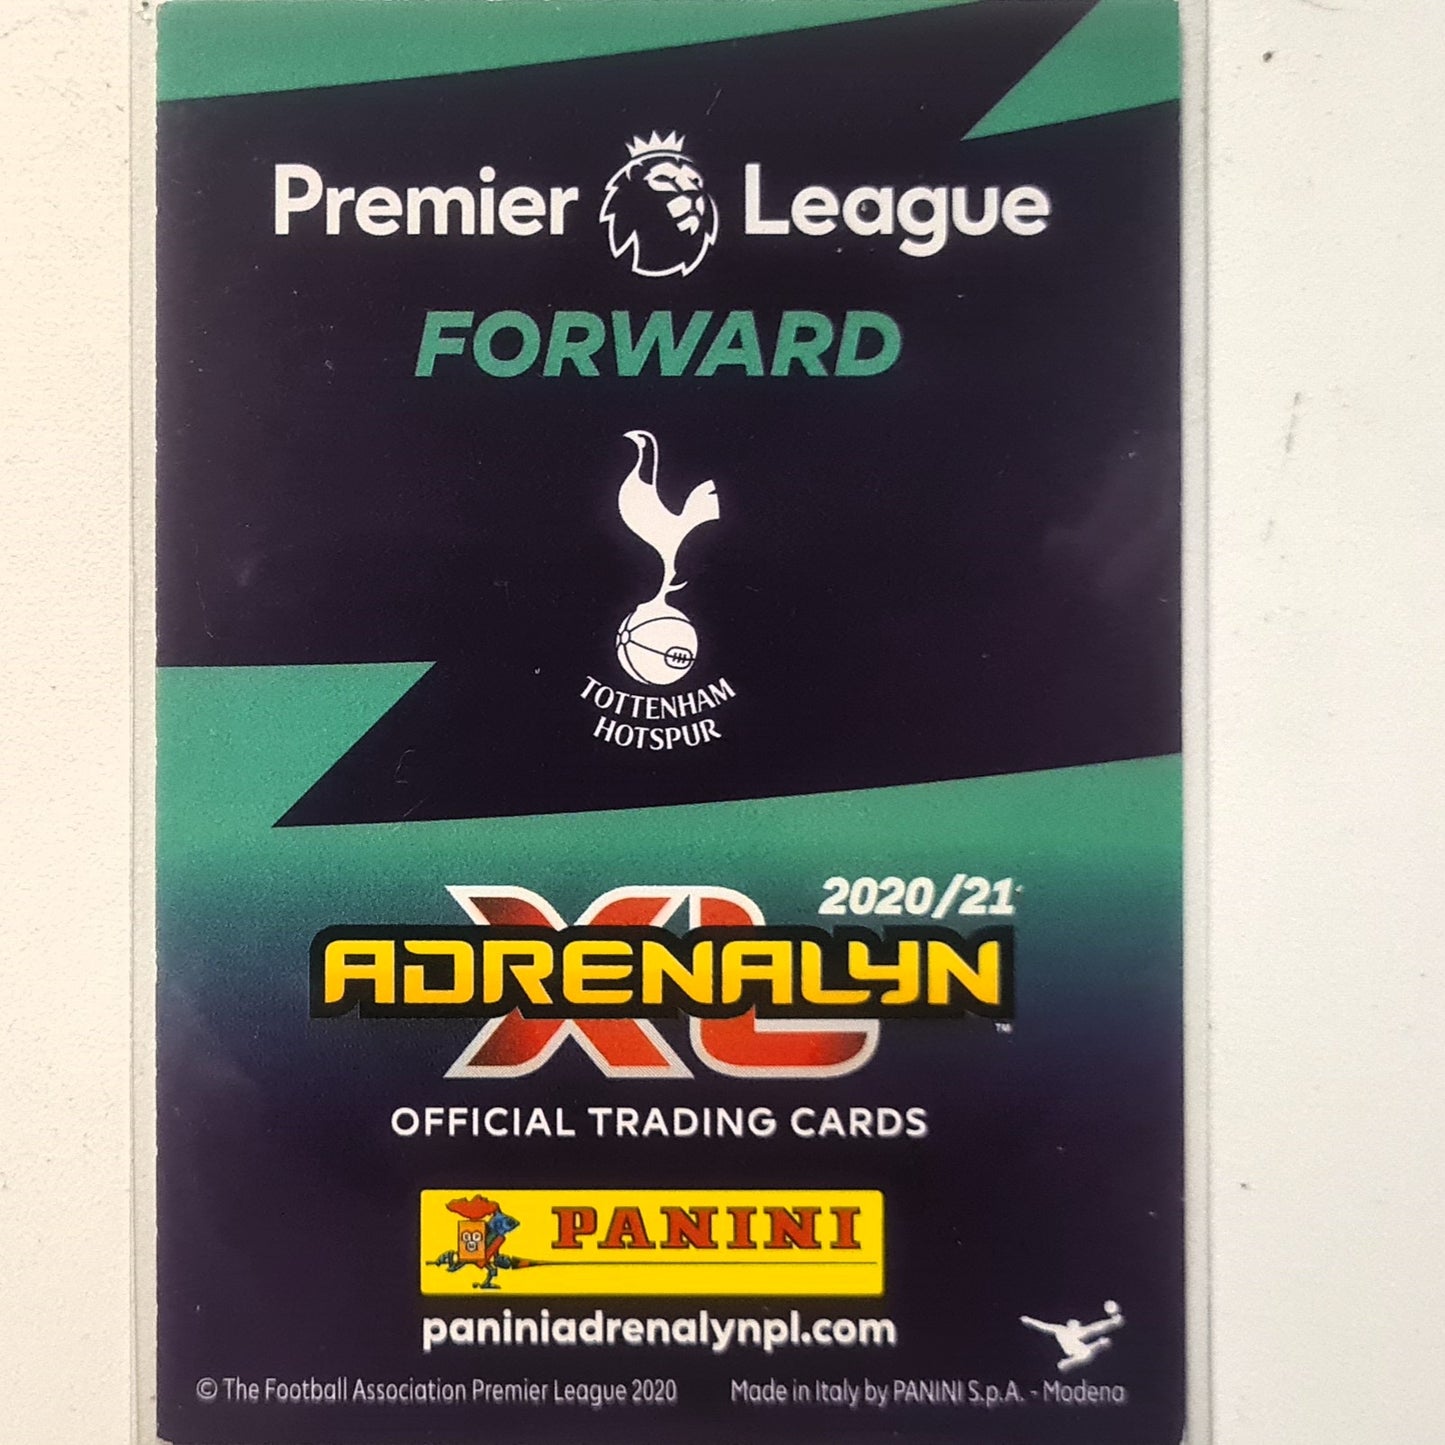 Premier League
FORWARD
TOTTENHAM
HOTSPUR
2020/21
ADRENALYN
XL
TM
OFFICIAL TRADING CARDS
PANINI
paniniadrenalynpl.com
© The Football Association Premier League 2020 Made in Italy by PANINI S.p.A. - Modena